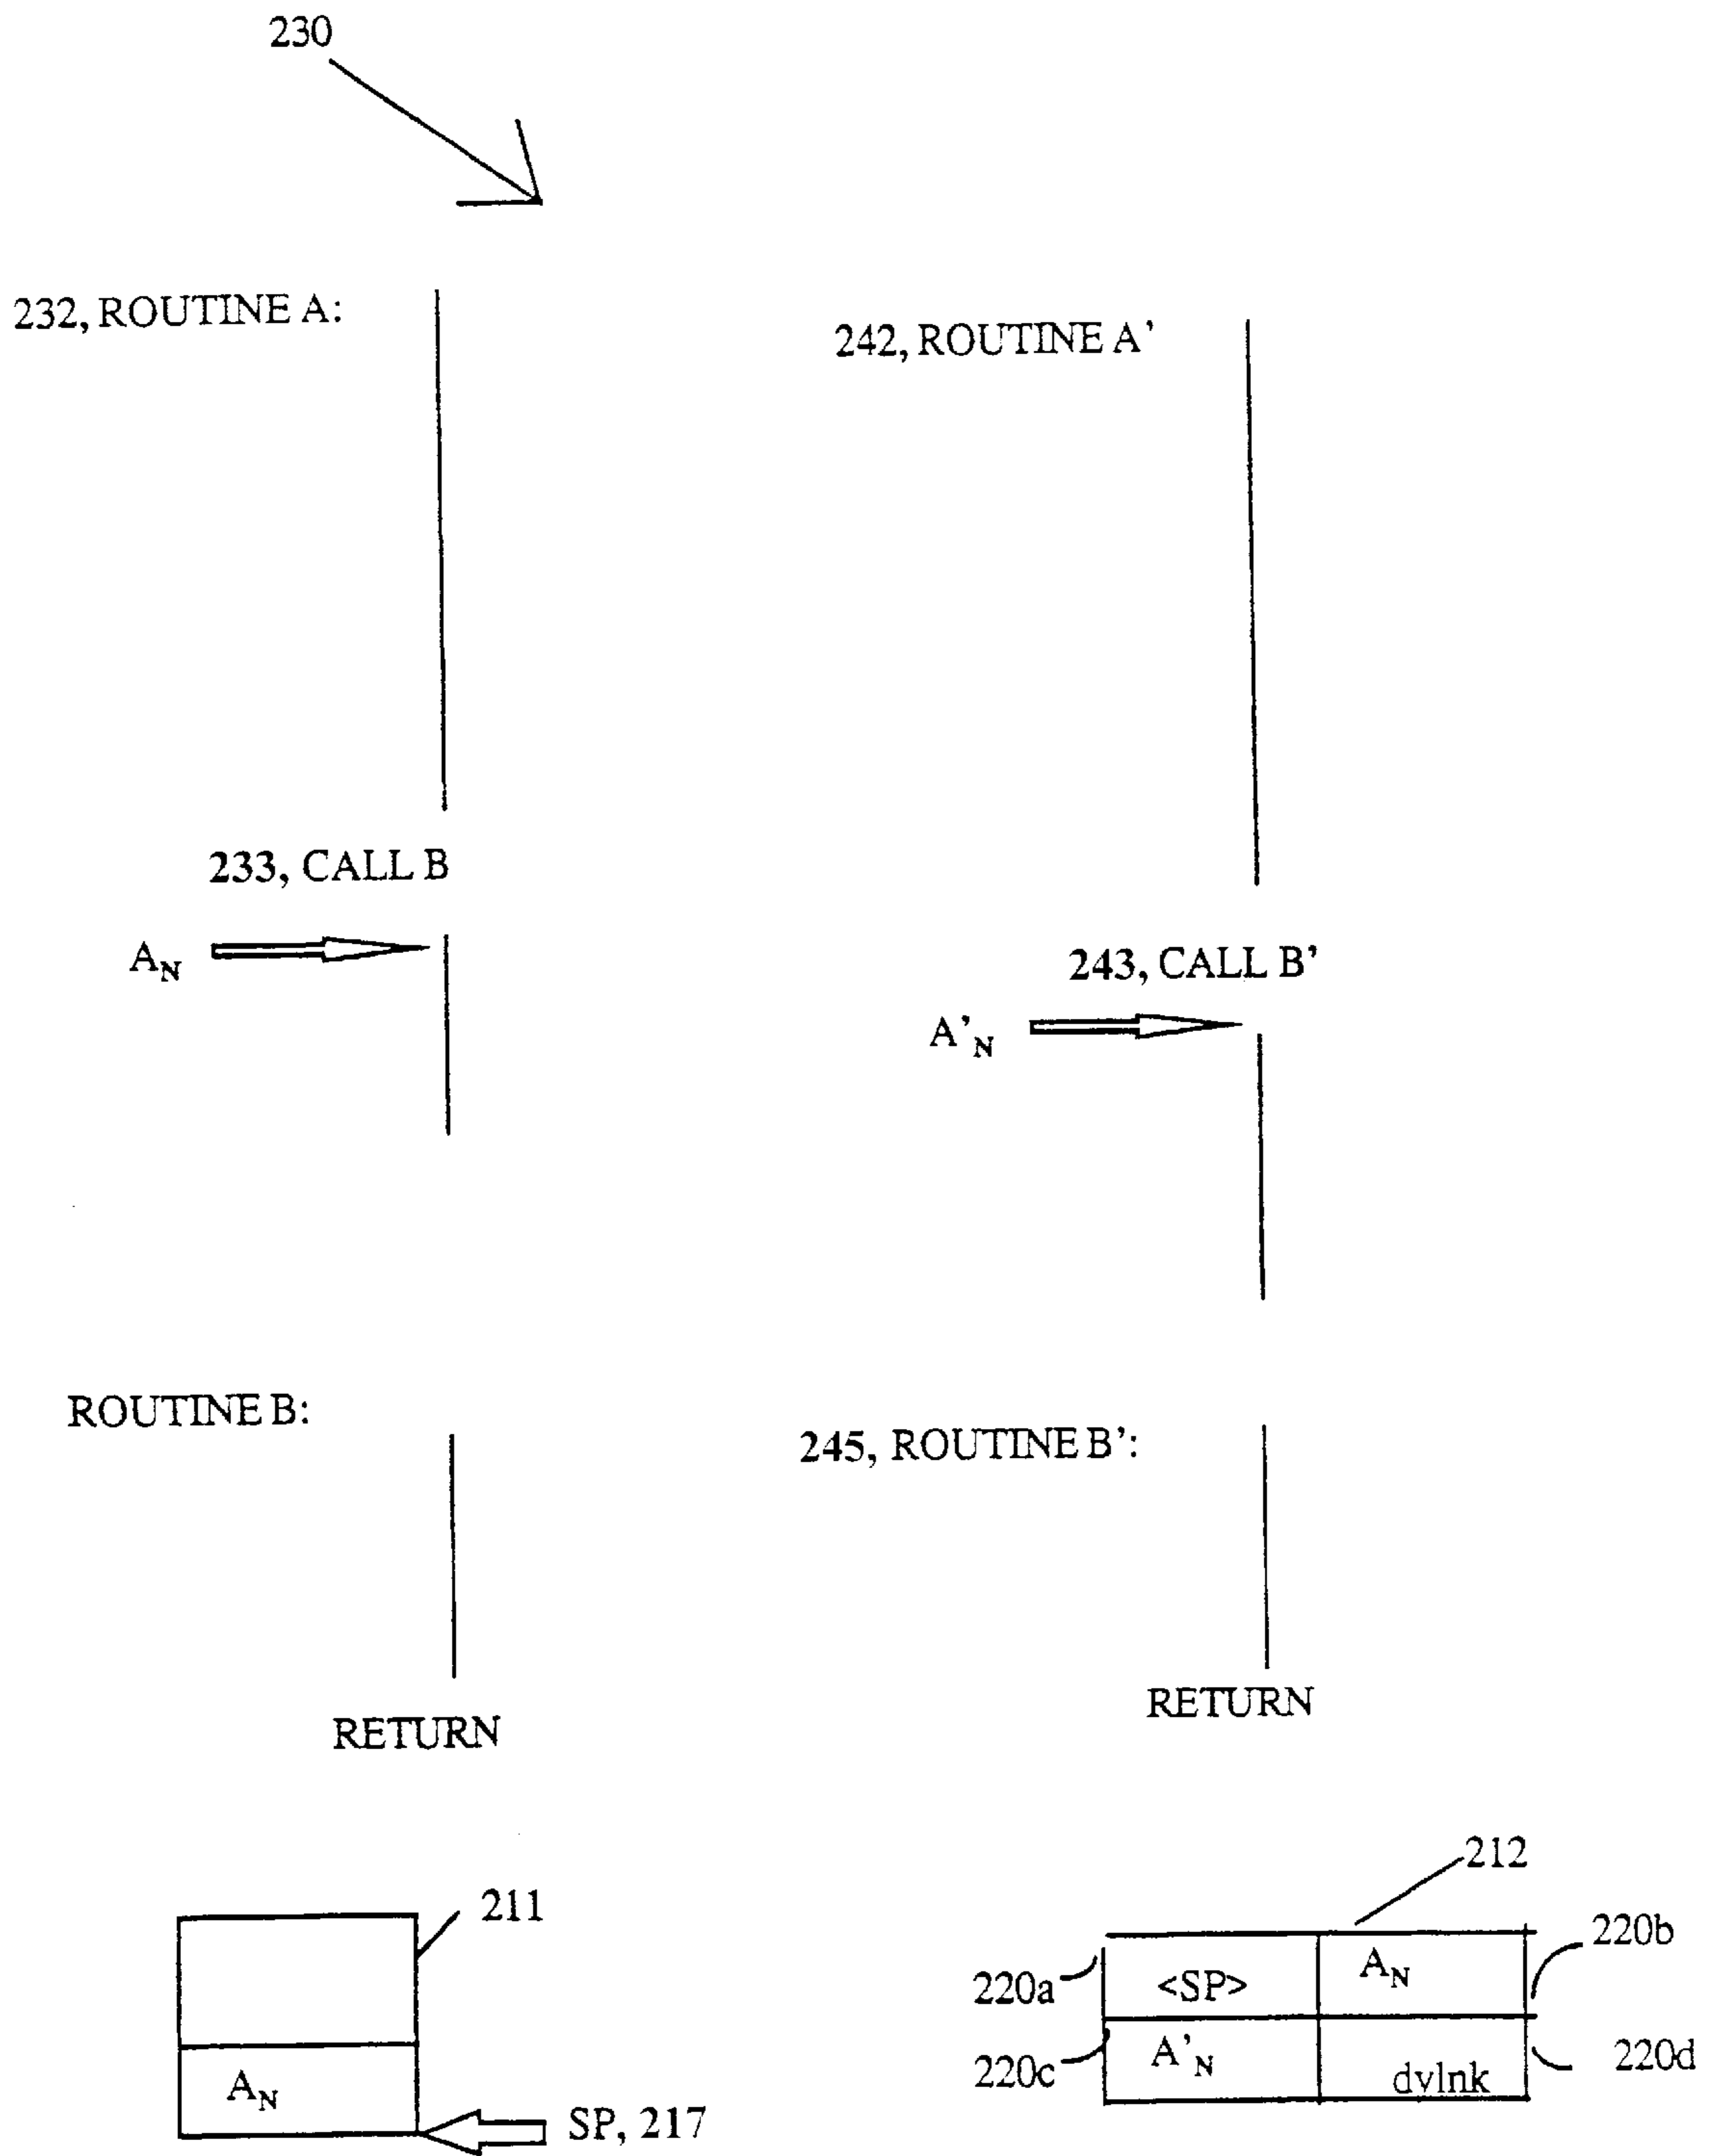 230
232, ROUTINE A:
242, ROUTINE A'
233, CALL B
A_N
243, CALL B'
A'_N
ROUTINE B:
245, ROUTINE B':
RETURN
RETURN
211
212
220a
<SP>
A_N
220b
220c
A'_N
dvlnk
220d
A_N
SP, 217